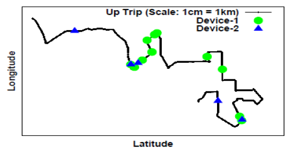 Up Trip (Scale: 1cm = 1km)
Device-1
Device-2
Longitude
Latitude